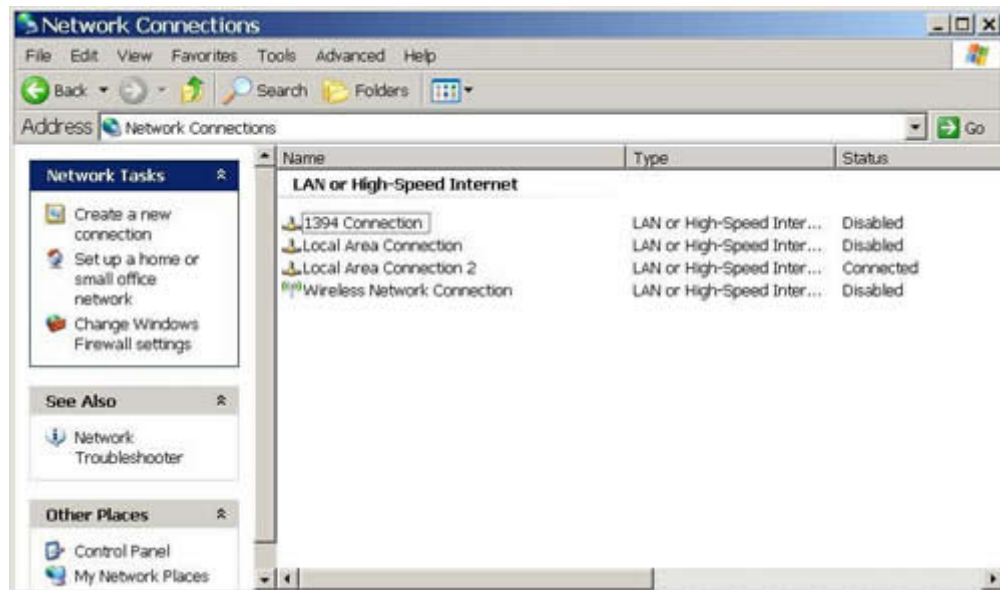 Network Connections
File Edit View Favorites Tools Advanced Help
Back Search Folders
Address Network Connections Go
Network Tasks
Create a new
connection
Set up a home or
small office
network
Change Windows
Firewall settings
See Also
Network
Troubleshooter
Other Places
Control Panel
My Network Places
Name Type Status
LAN or High-Speed Internet
1394 Connection LAN or High-Speed Inter... Disabled
Local Area Connection LAN or High-Speed Inter... Disabled
Local Area Connection 2 LAN or High-Speed Inter... Connected
Wireless Network Connection LAN or High-Speed Inter... Disabled